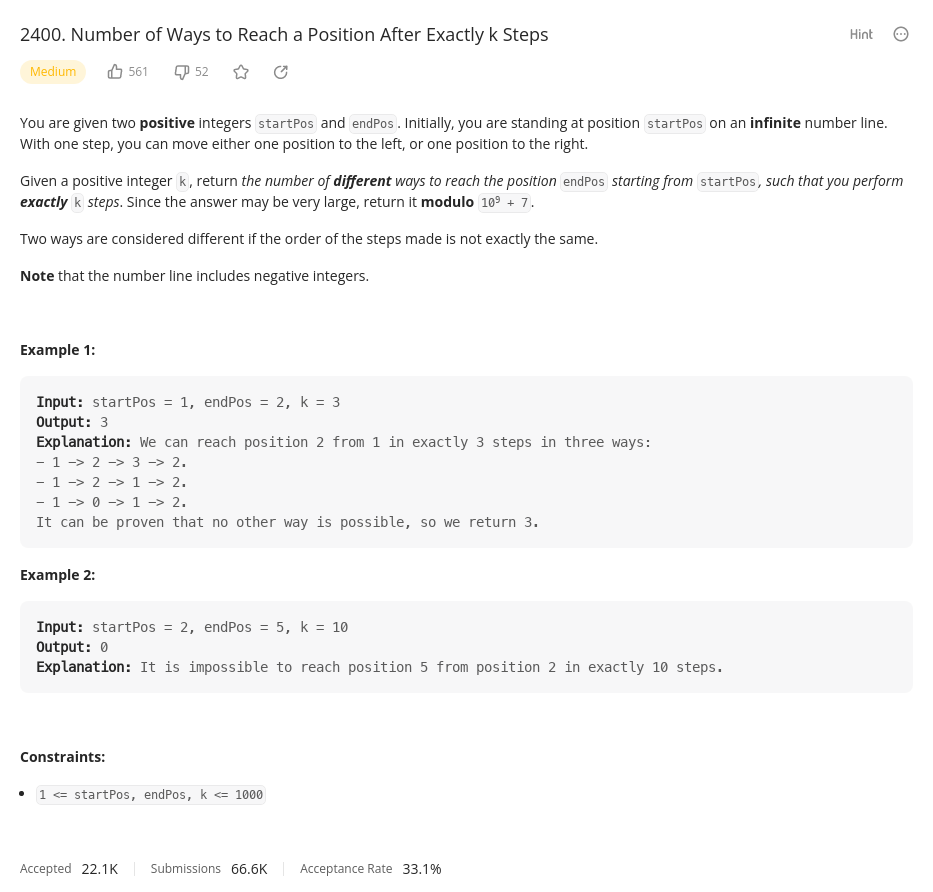 2400. Number of Ways to Reach a Position After Exactly k Steps
Hint
Medium 561 52
You are given two positive integers startPos and endPos. Initially, you are standing at position startPos on an infinite number line.
With one step, you can move either one position to the left, or one position to the right.
Given a positive integer k, return the number of different ways to reach the position endPos starting from startPos, such that you perform
exactly k steps. Since the answer may be very large, return it modulo 10⁹ + 7.
Two ways are considered different if the order of the steps made is not exactly the same.
Note that the number line includes negative integers.
Example 1:
Input: startPos = 1, endPos = 2, k = 3
Output: 3
Explanation: We can reach position 2 from 1 in exactly 3 steps in three ways:
– 1 –> 2 –> 3 –> 2.
– 1 –> 2 –> 1 –> 2.
– 1 –> 0 –> 1 –> 2.
It can be proven that no other way is possible, so we return 3.
Example 2:
Input: startPos = 2, endPos = 5, k = 10
Output: 0
Explanation: It is impossible to reach position 5 from position 2 in exactly 10 steps.
Constraints:
• 1 <= startPos, endPos, k <= 1000
Accepted 22.1K Submissions 66.6K Acceptance Rate 33.1%